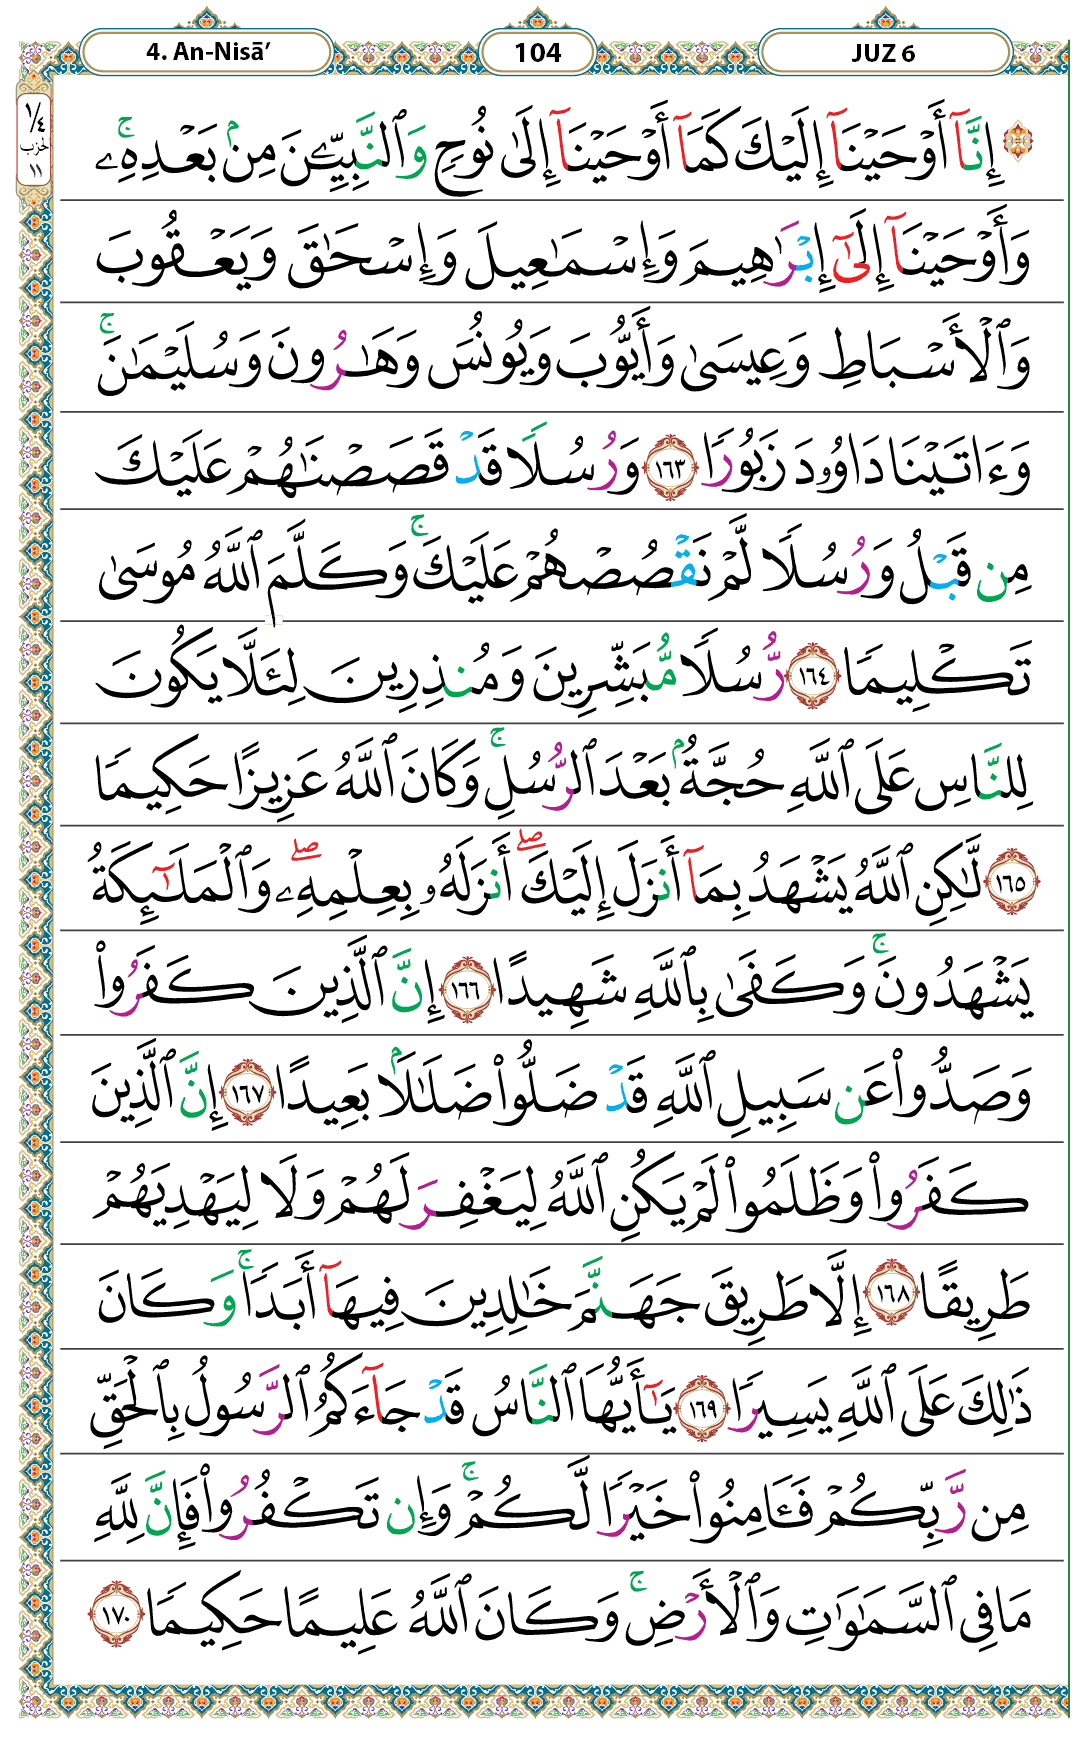 4. An-Nisā’
104
JUZ 6
١/٤
حزب
١١
إِنَّآ أَوْحَيْنَآ إِلَيْكَ كَمَآ أَوْحَيْنَآ إِلَىٰ نُوحٍ وَٱلنَّبِيِّـۧنَ مِنۢ بَعْدِهِۦ ۚ
وَأَوْحَيْنَآ إِلَىٰٓ إِبْرَٰهِيمَ وَإِسْمَـٰعِيلَ وَإِسْحَـٰقَ وَيَعْقُوبَ
وَٱلْأَسْبَاطِ وَعِيسَىٰ وَأَيُّوبَ وَيُونُسَ وَهَـٰرُونَ وَسُلَيْمَـٰنَ ۚ
وَءَاتَيْنَا دَاوُۥدَ زَبُورًا ١٦٣ وَرُسُلًا قَدْ قَصَصْنَـٰهُمْ عَلَيْكَ
مِن قَبْلُ وَرُسُلًا لَّمْ نَقْصُصْهُمْ عَلَيْكَ ۚ وَكَلَّمَ ٱللَّهُ مُوسَىٰ
تَكْلِيمًا ١٦٤ رُّسُلًا مُّبَشِّرِينَ وَمُنذِرِينَ لِئَلَّا يَكُونَ
لِلنَّاسِ عَلَى ٱللَّهِ حُجَّةٌۢ بَعْدَ ٱلرُّسُلِ ۚ وَكَانَ ٱللَّهُ عَزِيزًا حَكِيمًا
١٦٥ لَّـٰكِنِ ٱللَّهُ يَشْهَدُ بِمَآ أَنزَلَ إِلَيْكَ ۖ أَنزَلَهُۥ بِعِلْمِهِۦ ۖ وَٱلْمَلَـٰٓئِكَةُ
يَشْهَدُونَ ۚ وَكَفَىٰ بِٱللَّهِ شَهِيدًا ١٦٦ إِنَّ ٱلَّذِينَ كَفَرُوا۟
وَصَدُّوا۟ عَن سَبِيلِ ٱللَّهِ قَدْ ضَلُّوا۟ ضَلَـٰلًۢا بَعِيدًا ١٦٧ إِنَّ ٱلَّذِينَ
كَفَرُوا۟ وَظَلَمُوا۟ لَمْ يَكُنِ ٱللَّهُ لِيَغْفِرَ لَهُمْ وَلَا لِيَهْدِيَهُمْ
طَرِيقًا ١٦٨ إِلَّا طَرِيقَ جَهَنَّمَ خَـٰلِدِينَ فِيهَآ أَبَدًا ۚ وَكَانَ
ذَٰلِكَ عَلَى ٱللَّهِ يَسِيرًا ١٦٩ يَـٰٓأَيُّهَا ٱلنَّاسُ قَدْ جَآءَكُمُ ٱلرَّسُولُ بِٱلْحَقِّ
مِن رَّبِّكُمْ فَـَٔامِنُوا۟ خَيْرًا لَّكُمْ ۚ وَإِن تَكْفُرُوا۟ فَإِنَّ لِلَّهِ
مَا فِى ٱلسَّمَـٰوَٰتِ وَٱلْأَرْضِ ۚ وَكَانَ ٱللَّهُ عَلِيمًا حَكِيمًا ١٧٠